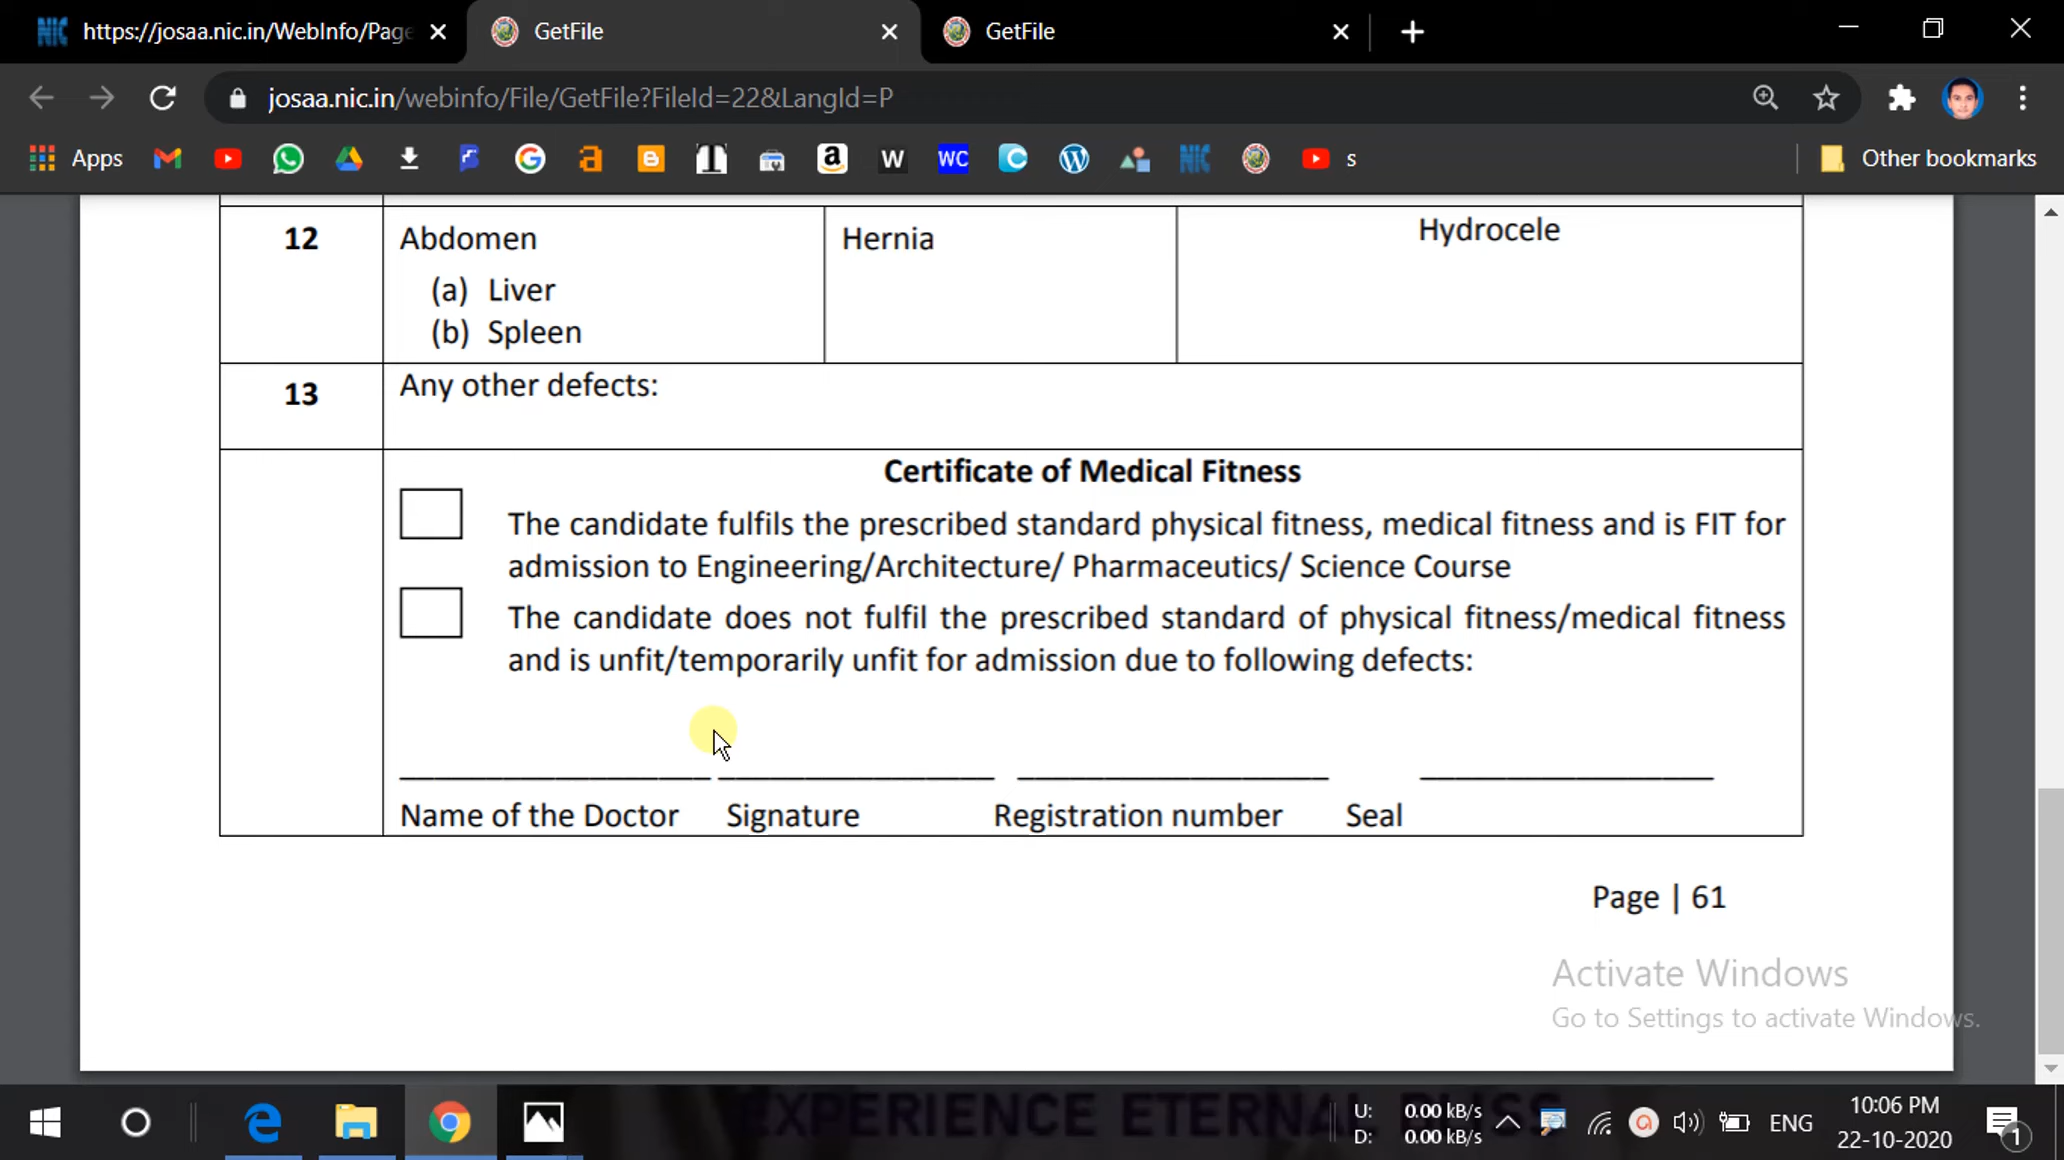 https://josaa.nic.in/WebInfo/Page
GetFile
GetFile
josaa.nic.in/webinfo/File/GetFile?FileId=22&LangId=P
Apps
WC
s
Other bookmarks
12
Abdomen
Hernia
Hydrocele
(a) Liver
(b) Spleen
13
Any other defects:
Certificate of Medical Fitness
The candidate fulfils the prescribed standard physical fitness, medical fitness and is FIT for
admission to Engineering/Architecture/ Pharmaceutics/ Science Course
The candidate does not fulfil the prescribed standard of physical fitness/medical fitness
and is unfit/temporarily unfit for admission due to following defects:
Name of the Doctor Signature Registration number Seal
Page | 61
Activate Windows
Go to Settings to activate Windows.
EXPERIENCE ETERNAL BLISS
U: 0.00 kB/s
D: 0.00 kB/s
ENG
10:06 PM
22-10-2020
1